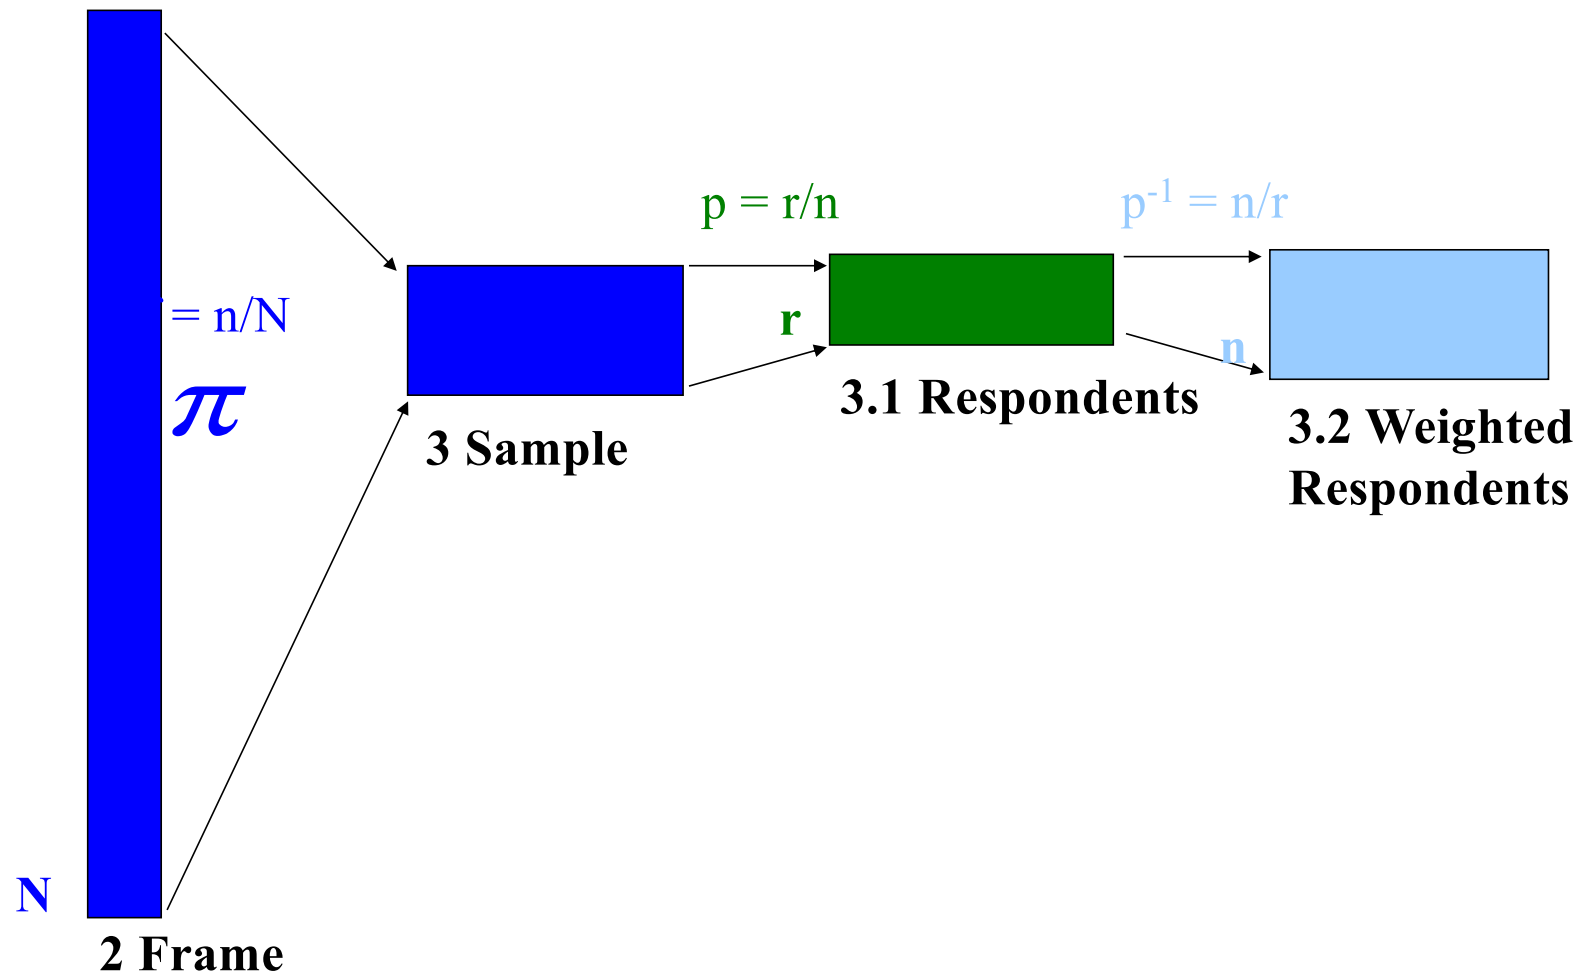 p = r/n
p-1 = n/r
= n/N
π
r
n
3.1 Respondents
3 Sample
3.2 Weighted
Respondents
N
2 Frame